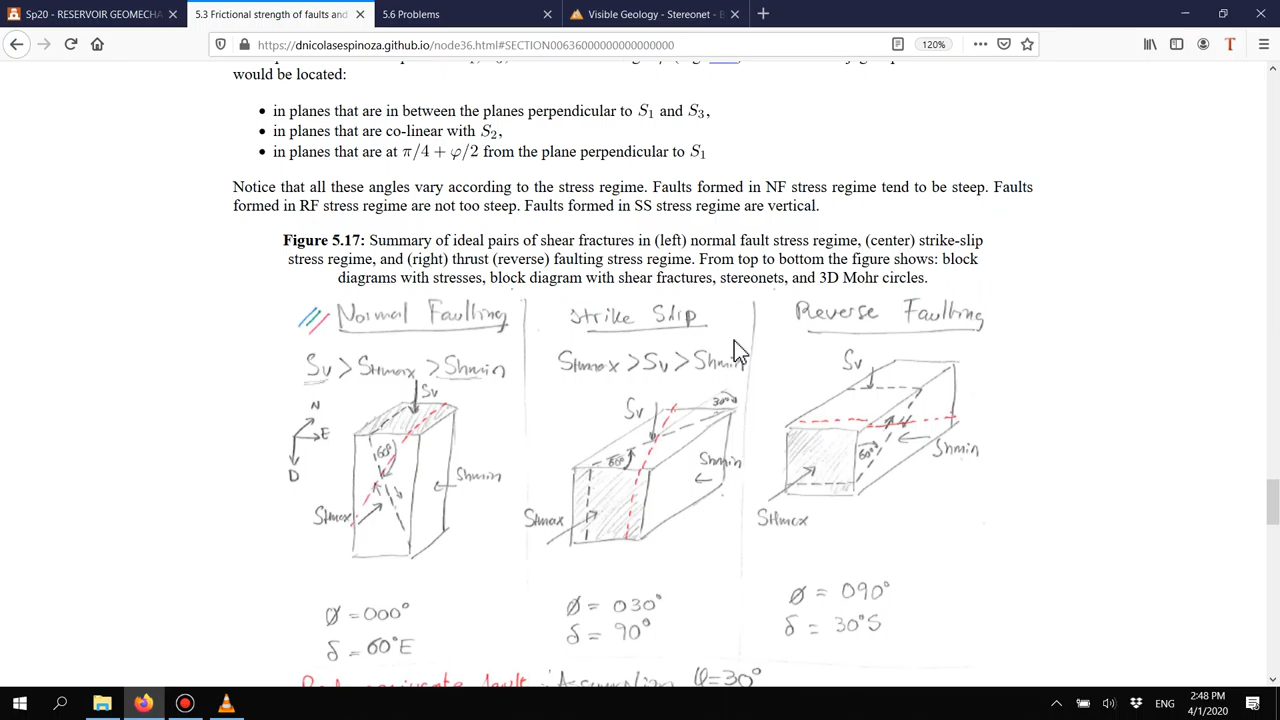 Sp20 - RESERVOIR GEOMECHA
5.3 Frictional strength of faults and
5.6 Problems
Visible Geology - Stereonet - B
https://dnicolasespinoza.github.io/node36.html#SECTION00636000000000000000
120%
would be located:
• in planes that are in between the planes perpendicular to S1 and S3,
• in planes that are co-linear with S2,
• in planes that are at π/4 + φ/2 from the plane perpendicular to S1
Notice that all these angles vary according to the stress regime. Faults formed in NF stress regime tend to be steep. Faults
formed in RF stress regime are not too steep. Faults formed in SS stress regime are vertical.
Figure 5.17: Summary of ideal pairs of shear fractures in (left) normal fault stress regime, (center) strike-slip
stress regime, and (right) thrust (reverse) faulting stress regime. From top to bottom the figure shows: block
diagrams with stresses, block diagram with shear fractures, stereonets, and 3D Mohr circles.
Normal Faulting
Strike Slip
Reverse Faulting
Sv > SHmax > Shmin
SHmax > Sv > Shmin
Sv
Sv
Sv
N
E
D
60°
60°
30°
60°
Shmin
Shmin
Shmin
SHmax
SHmax
SHmax
Ø = 000°
δ = 60°E
Ø = 030°
δ = 90°
Ø = 090°
δ = 30°S
Assumption φ=30°
ENG
2:48 PM
4/1/2020